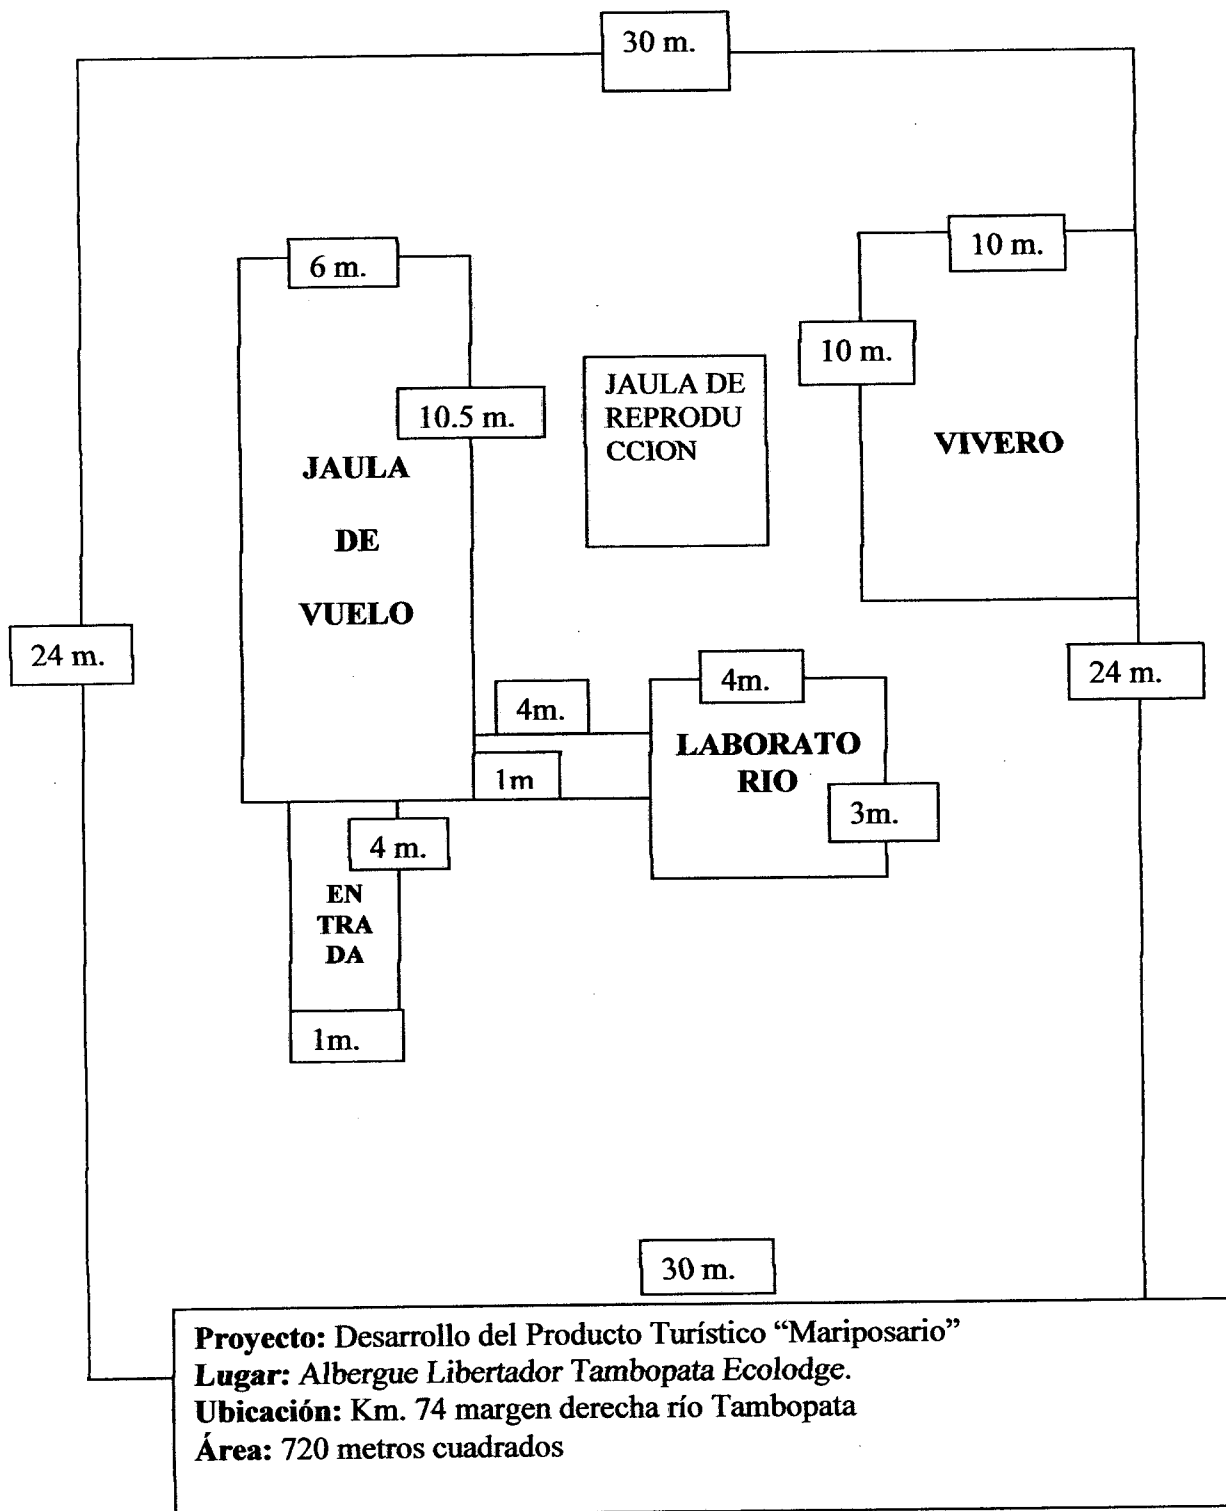 30 m.
10 m.
6 m.
10 m.
JAULA DE
REPRODU
CCION
10.5 m.
VIVERO
JAULA
DE
VUELO
24 m.
24 m.
4m.
4m.
LABORATO
RIO
1m
3m.
4 m.
EN
TRA
DA
1m.
30 m.
Proyecto: Desarrollo del Producto Turístico “Mariposario”
Lugar: Albergue Libertador Tambopata Ecolodge.
Ubicación: Km. 74 margen derecha río Tambopata
Área: 720 metros cuadrados